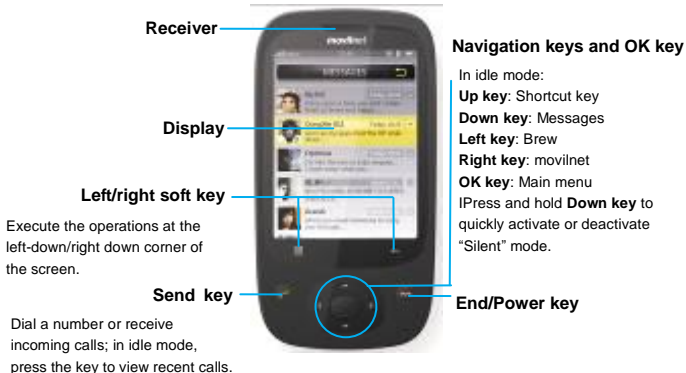 Receiver
movilnet
MESSAGES
Display
Left/right soft key
Execute the operations at the
left-down/right down corner of
the screen.
Send key
Dial a number or receive
incoming calls; in idle mode,
press the key to view recent calls.
Navigation keys and OK key
In idle mode:
Up key: Shortcut key
Down key: Messages
Left key: Brew
Right key: movilnet
OK key: Main menu
IPress and hold Down key to
quickly activate or deactivate
“Silent” mode.
End/Power key